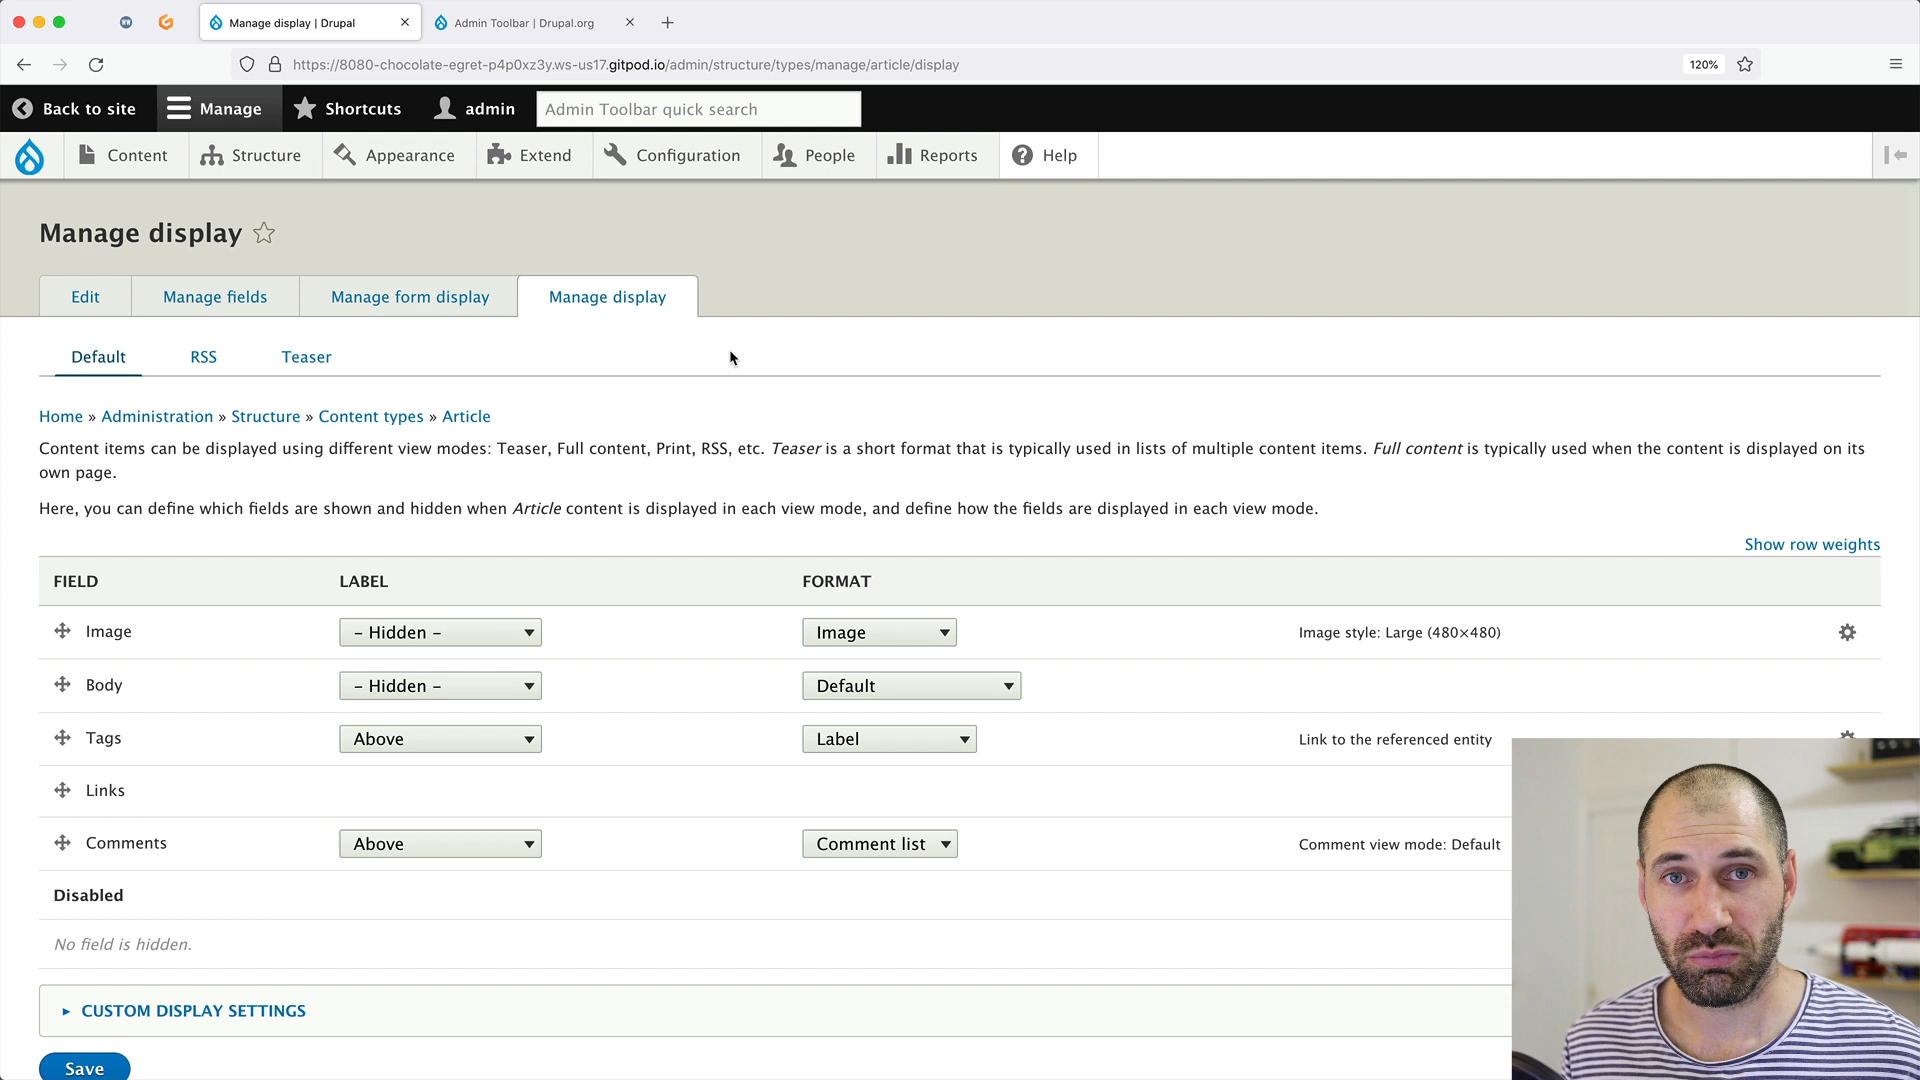 Manage display | Drupal
Admin Toolbar | Drupal.org
https://8080-chocolate-egret-p4p0xz3y.ws-us17.gitpod.io/admin/structure/types/manage/article/display
120%
Back to site
Manage
Shortcuts
admin
Admin Toolbar quick search
Content
Structure
Appearance
Extend
Configuration
People
Reports
Help
Manage display
Edit
Manage fields
Manage form display
Manage display
Default
RSS
Teaser
Home » Administration » Structure » Content types » Article
Content items can be displayed using different view modes: Teaser, Full content, Print, RSS, etc. Teaser is a short format that is typically used in lists of multiple content items. Full content is typically used when the content is displayed on its
own page.
Here, you can define which fields are shown and hidden when Article content is displayed in each view mode, and define how the fields are displayed in each view mode.
Show row weights
FIELD LABEL FORMAT
Image - Hidden - Image Image style: Large (480×480)
Body - Hidden - Default
Tags Above Label Link to the referenced entity
Links
Comments Above Comment list Comment view mode: Default
Disabled
No field is hidden.
CUSTOM DISPLAY SETTINGS
Save